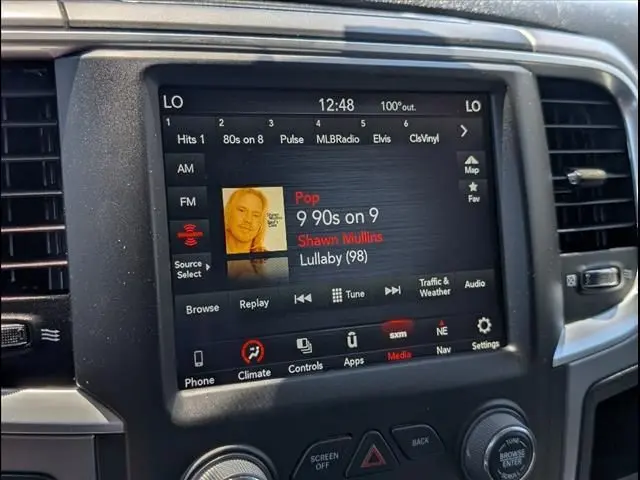 LO 12:48 100° out. LO
1 2 3 4 5 6
Hits 1 80s on 8 Pulse MLBRadio Elvis ClsVinyl
AM
Map
FM
Fav
Pop
9 90s on 9
Shawn Mullins
Lullaby (98)
Source
Select
Browse Replay Tune Traffic & Audio
Weather
Phone Climate Controls Apps sxm Media NE Nav Settings
SCREEN
OFF
BACK
TUNE
BROWSE
ENTER
SCROLL